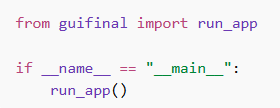 from guifinal import run_app
if __name__ == "__main__":
    run_app()